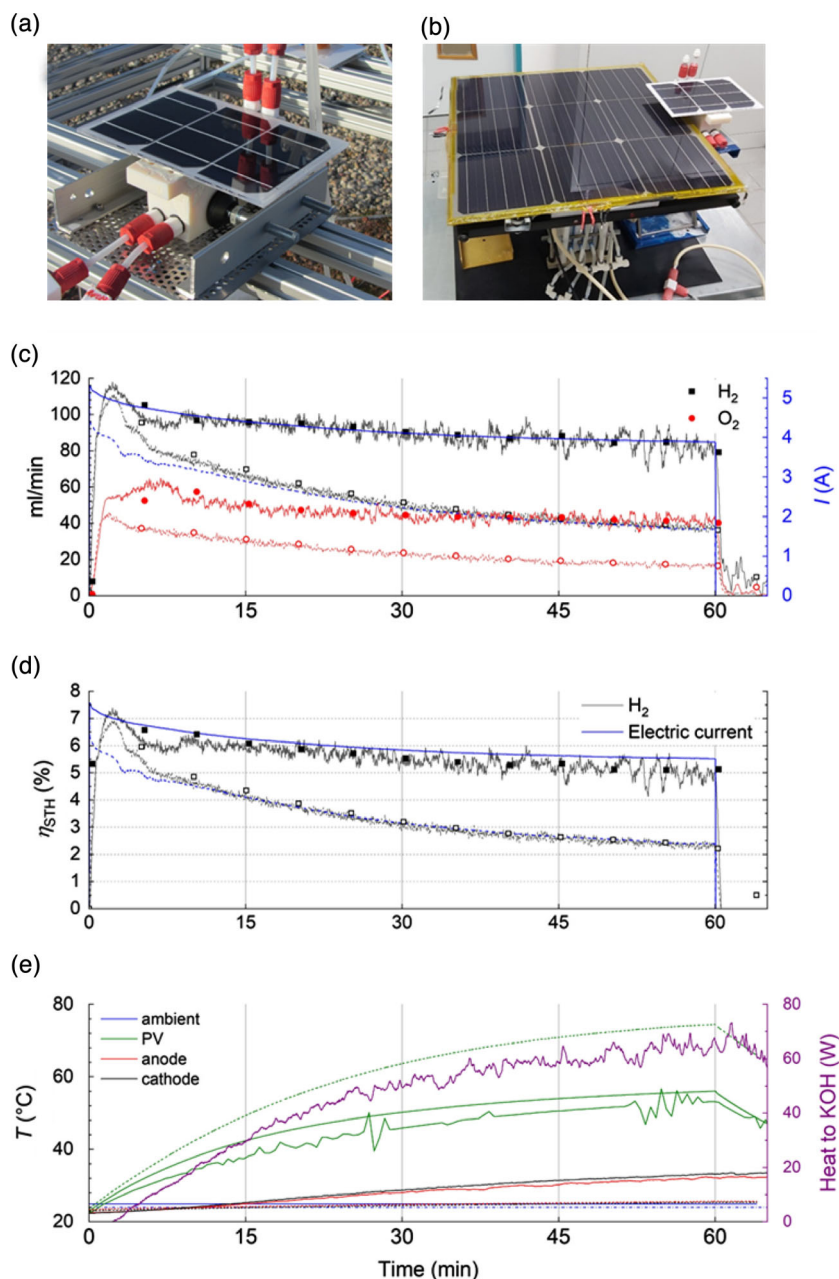 (a)
(b)
(c)
120
100
80
60
40
20
0
ml/min
H2
O2
5
4
3
2
1
0
I (A)
0
15
30
45
60
(d)
8
7
6
5
4
3
2
1
0
ηSTH (%)
H2
Electric current
0
15
30
45
60
(e)
80
60
40
20
T (°C)
ambient
PV
anode
cathode
80
60
40
20
0
Heat to KOH (W)
0
15
30
45
60
Time (min)